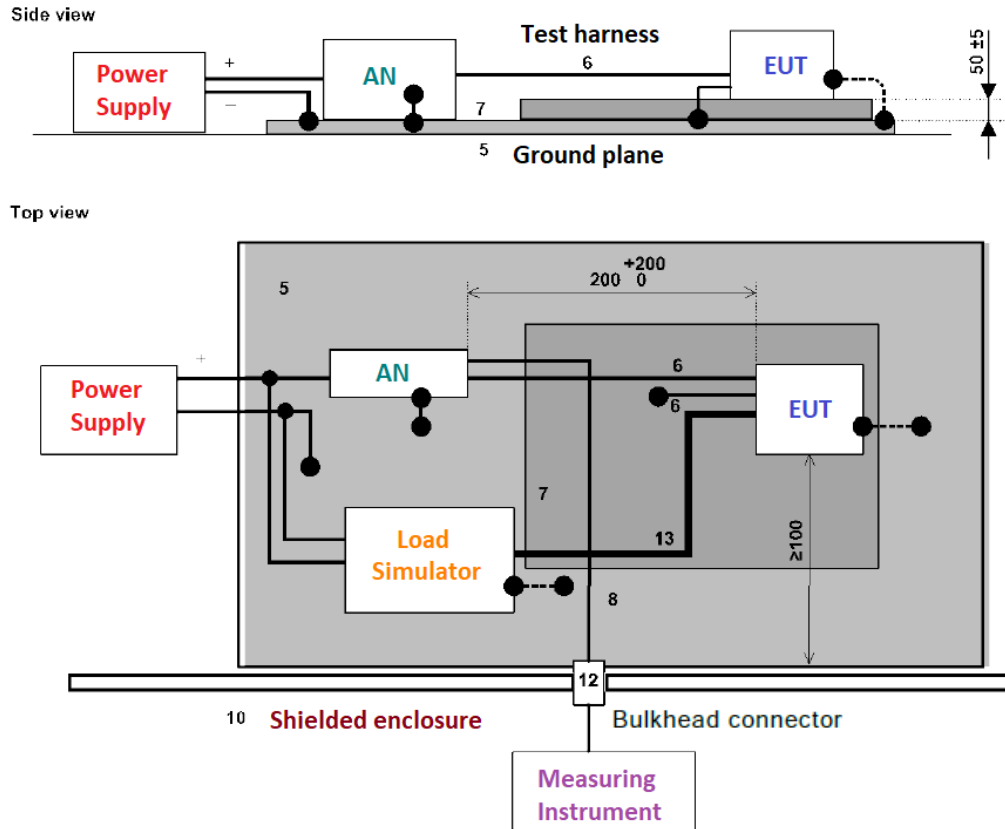 Side view
Power
Supply
+
–
AN
Test harness
6
EUT
50 ±5
7
5
Ground plane
Top view
5
+200
200 0
Power
Supply
+
AN
6
6
EUT
7
≥100
Load
Simulator
13
8
12
10 Shielded enclosure
Bulkhead connector
Measuring
Instrument